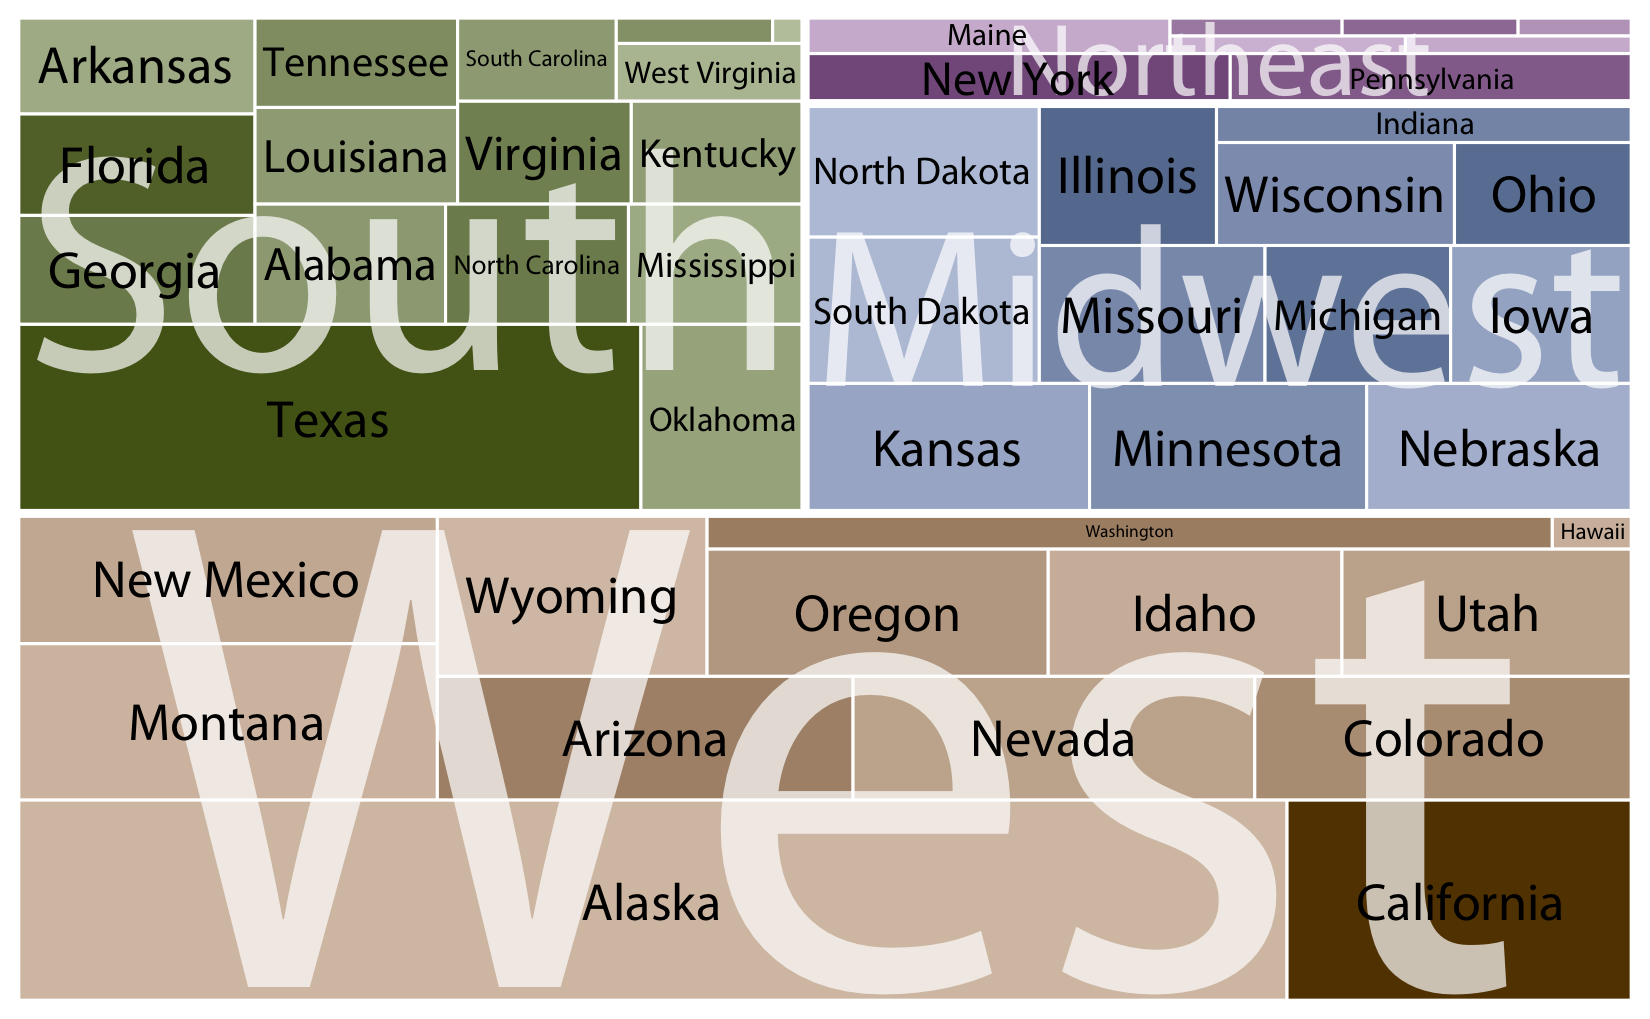 Arkansas
Tennessee
South Carolina
West Virginia
Florida
Louisiana
Virginia
Kentucky
Georgia
Alabama
North Carolina
Mississippi
Texas
Oklahoma
South
Maine
New York
Pennsylvania
Northeast
North Dakota
Illinois
Indiana
Wisconsin
Ohio
South Dakota
Missouri
Michigan
Iowa
Kansas
Minnesota
Nebraska
Midwest
New Mexico
Wyoming
Washington
Hawaii
Oregon
Idaho
Utah
Montana
Arizona
Nevada
Colorado
Alaska
California
West